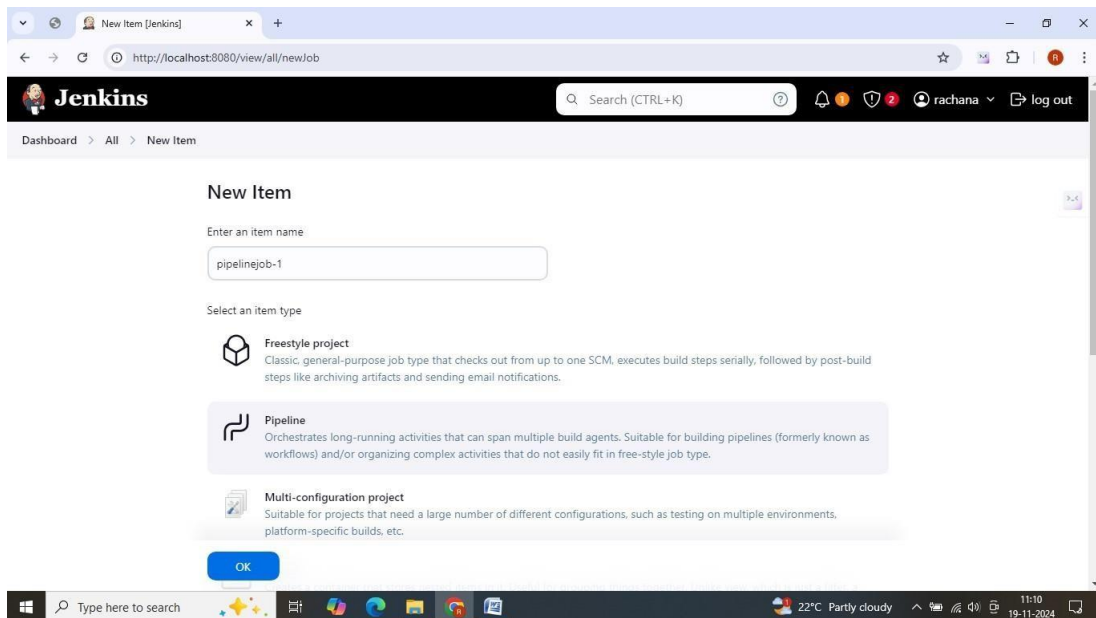 New Item [Jenkins]
http://localhost:8080/view/all/newJob
R
Jenkins
Search (CTRL+K)
?
1
2
rachana
log out
Dashboard > All > New Item
New Item
Enter an item name
pipelinejob-1
Select an item type
Freestyle project
Classic, general-purpose job type that checks out from up to one SCM, executes build steps serially, followed by post-build
steps like archiving artifacts and sending email notifications.
Pipeline
Orchestrates long-running activities that can span multiple build agents. Suitable for building pipelines (formerly known as
workflows) and/or organizing complex activities that do not easily fit in free-style job type.
Multi-configuration project
Suitable for projects that need a large number of different configurations, such as testing on multiple environments,
platform-specific builds, etc.
OK
Type here to search
22°C Partly cloudy
11:10
19-11-2024